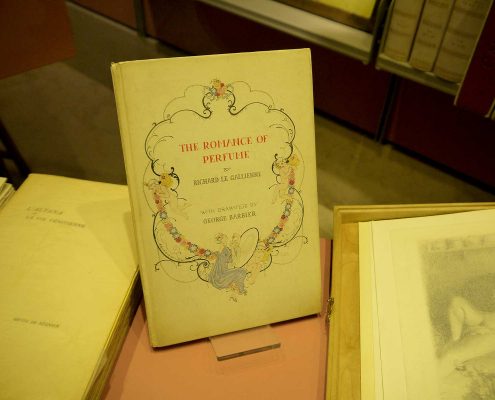 THE ROMANCE OF
PERFUME
BY
RICHARD LE GALLIENNE
WITH DRAWINGS BY
GEORGE BARBIER